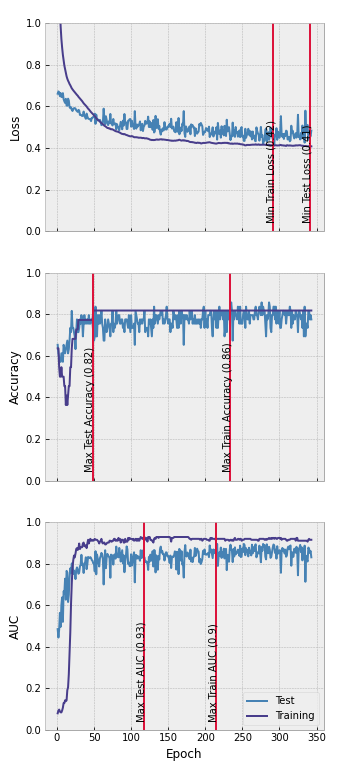 1.0
0.8
0.6
0.4
0.2
0.0
Loss
Min Train Loss (0.42)
Min Test Loss (0.41)
1.0
0.8
0.6
0.4
0.2
0.0
Accuracy
Max Test Accuracy (0.82)
Max Train Accuracy (0.86)
1.0
0.8
0.6
0.4
0.2
0.0
AUC
Max Test AUC (0.93)
Max Train AUC (0.9)
Test
Training
0 50 100 150 200 250 300 350
Epoch